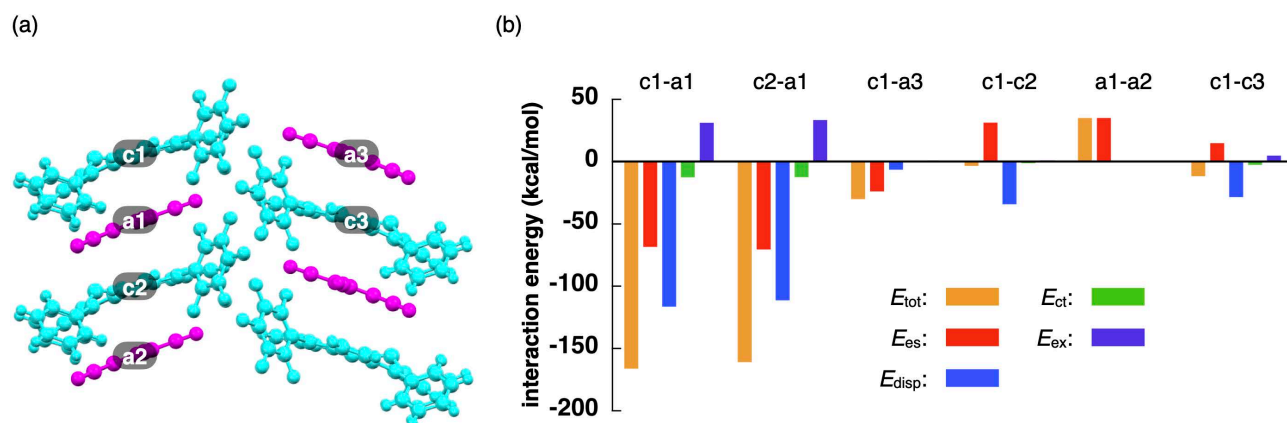 (a)
(b)
c1
a3
a1
c3
c2
a2
c1-a1 c2-a1 c1-a3 c1-c2 a1-a2 c1-c3
interaction energy (kcal/mol)
50
0
-50
-100
-150
-200
Etot: Ect:
Ees: Eex:
Edisp: